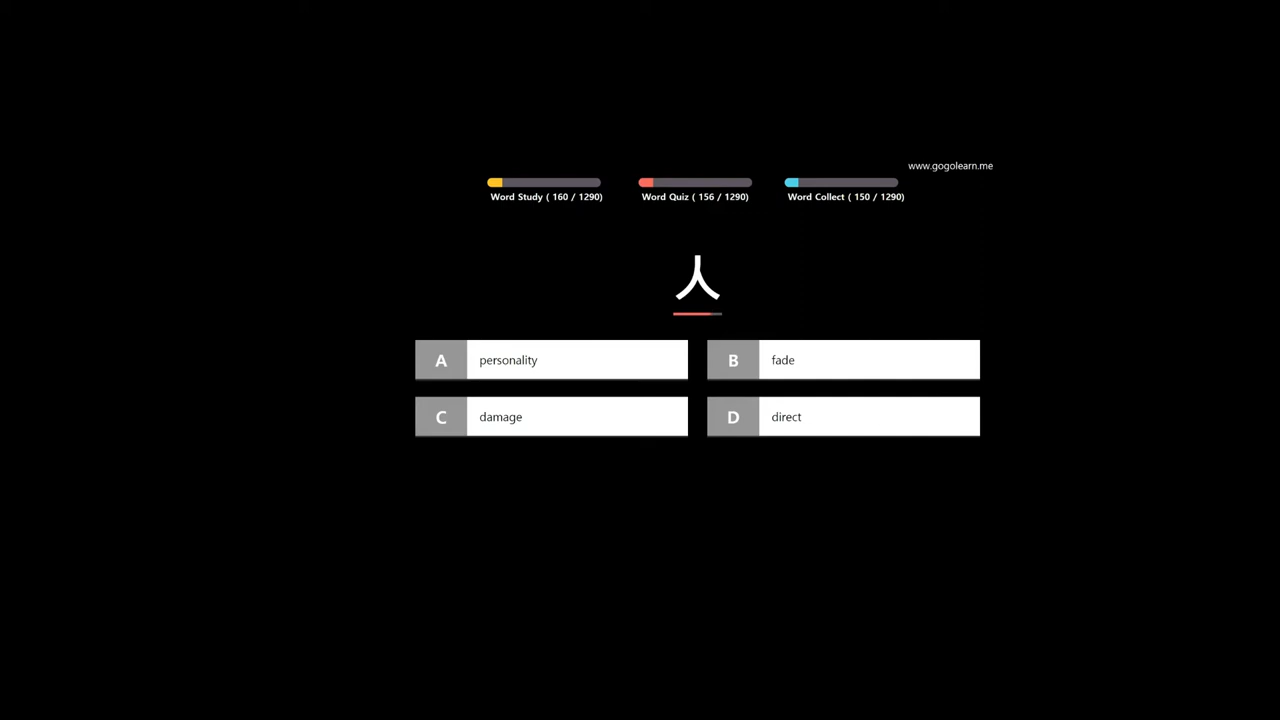 www.gogolearn.me
Word Study ( 160 / 1290)
Word Quiz ( 156 / 1290)
Word Collect ( 150 / 1290)
人
A personality
B fade
C damage
D direct